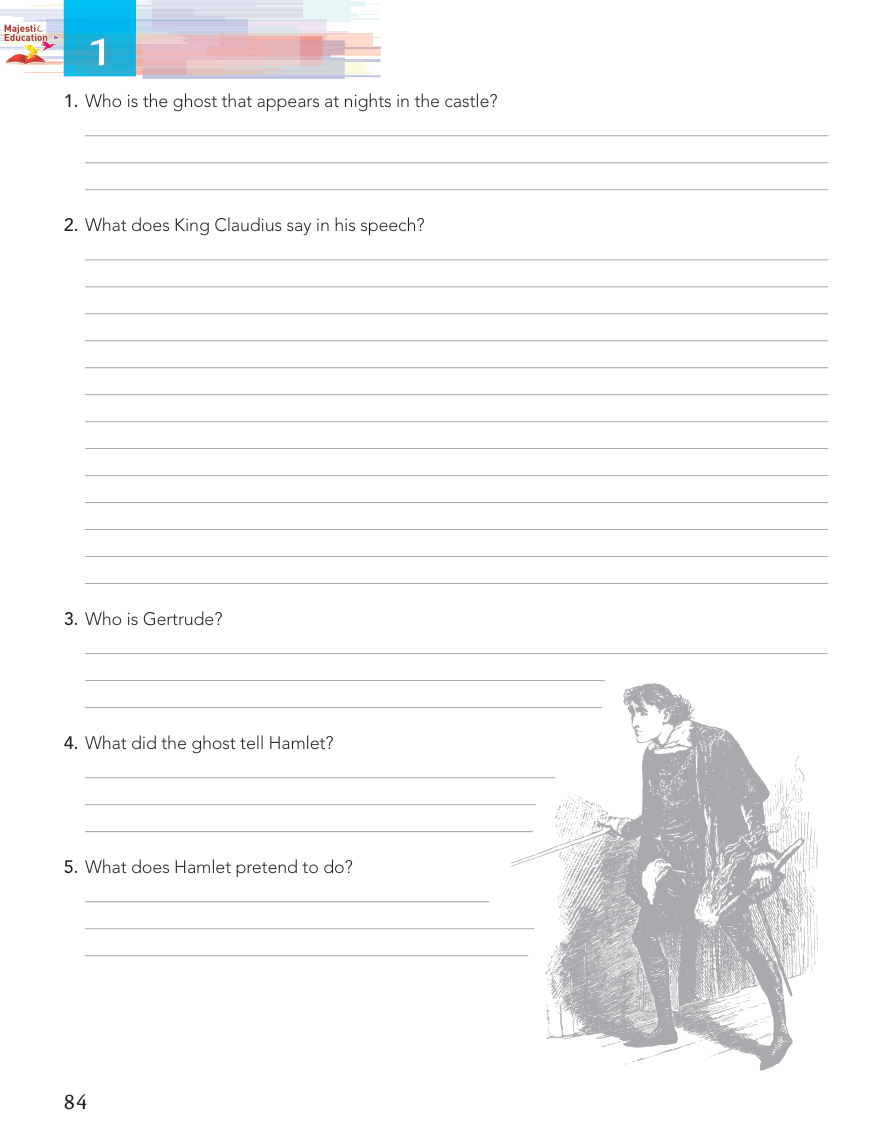 Majestic
Education
1
1. Who is the ghost that appears at nights in the castle?
2. What does King Claudius say in his speech?
3. Who is Gertrude?
4. What did the ghost tell Hamlet?
5. What does Hamlet pretend to do?
84